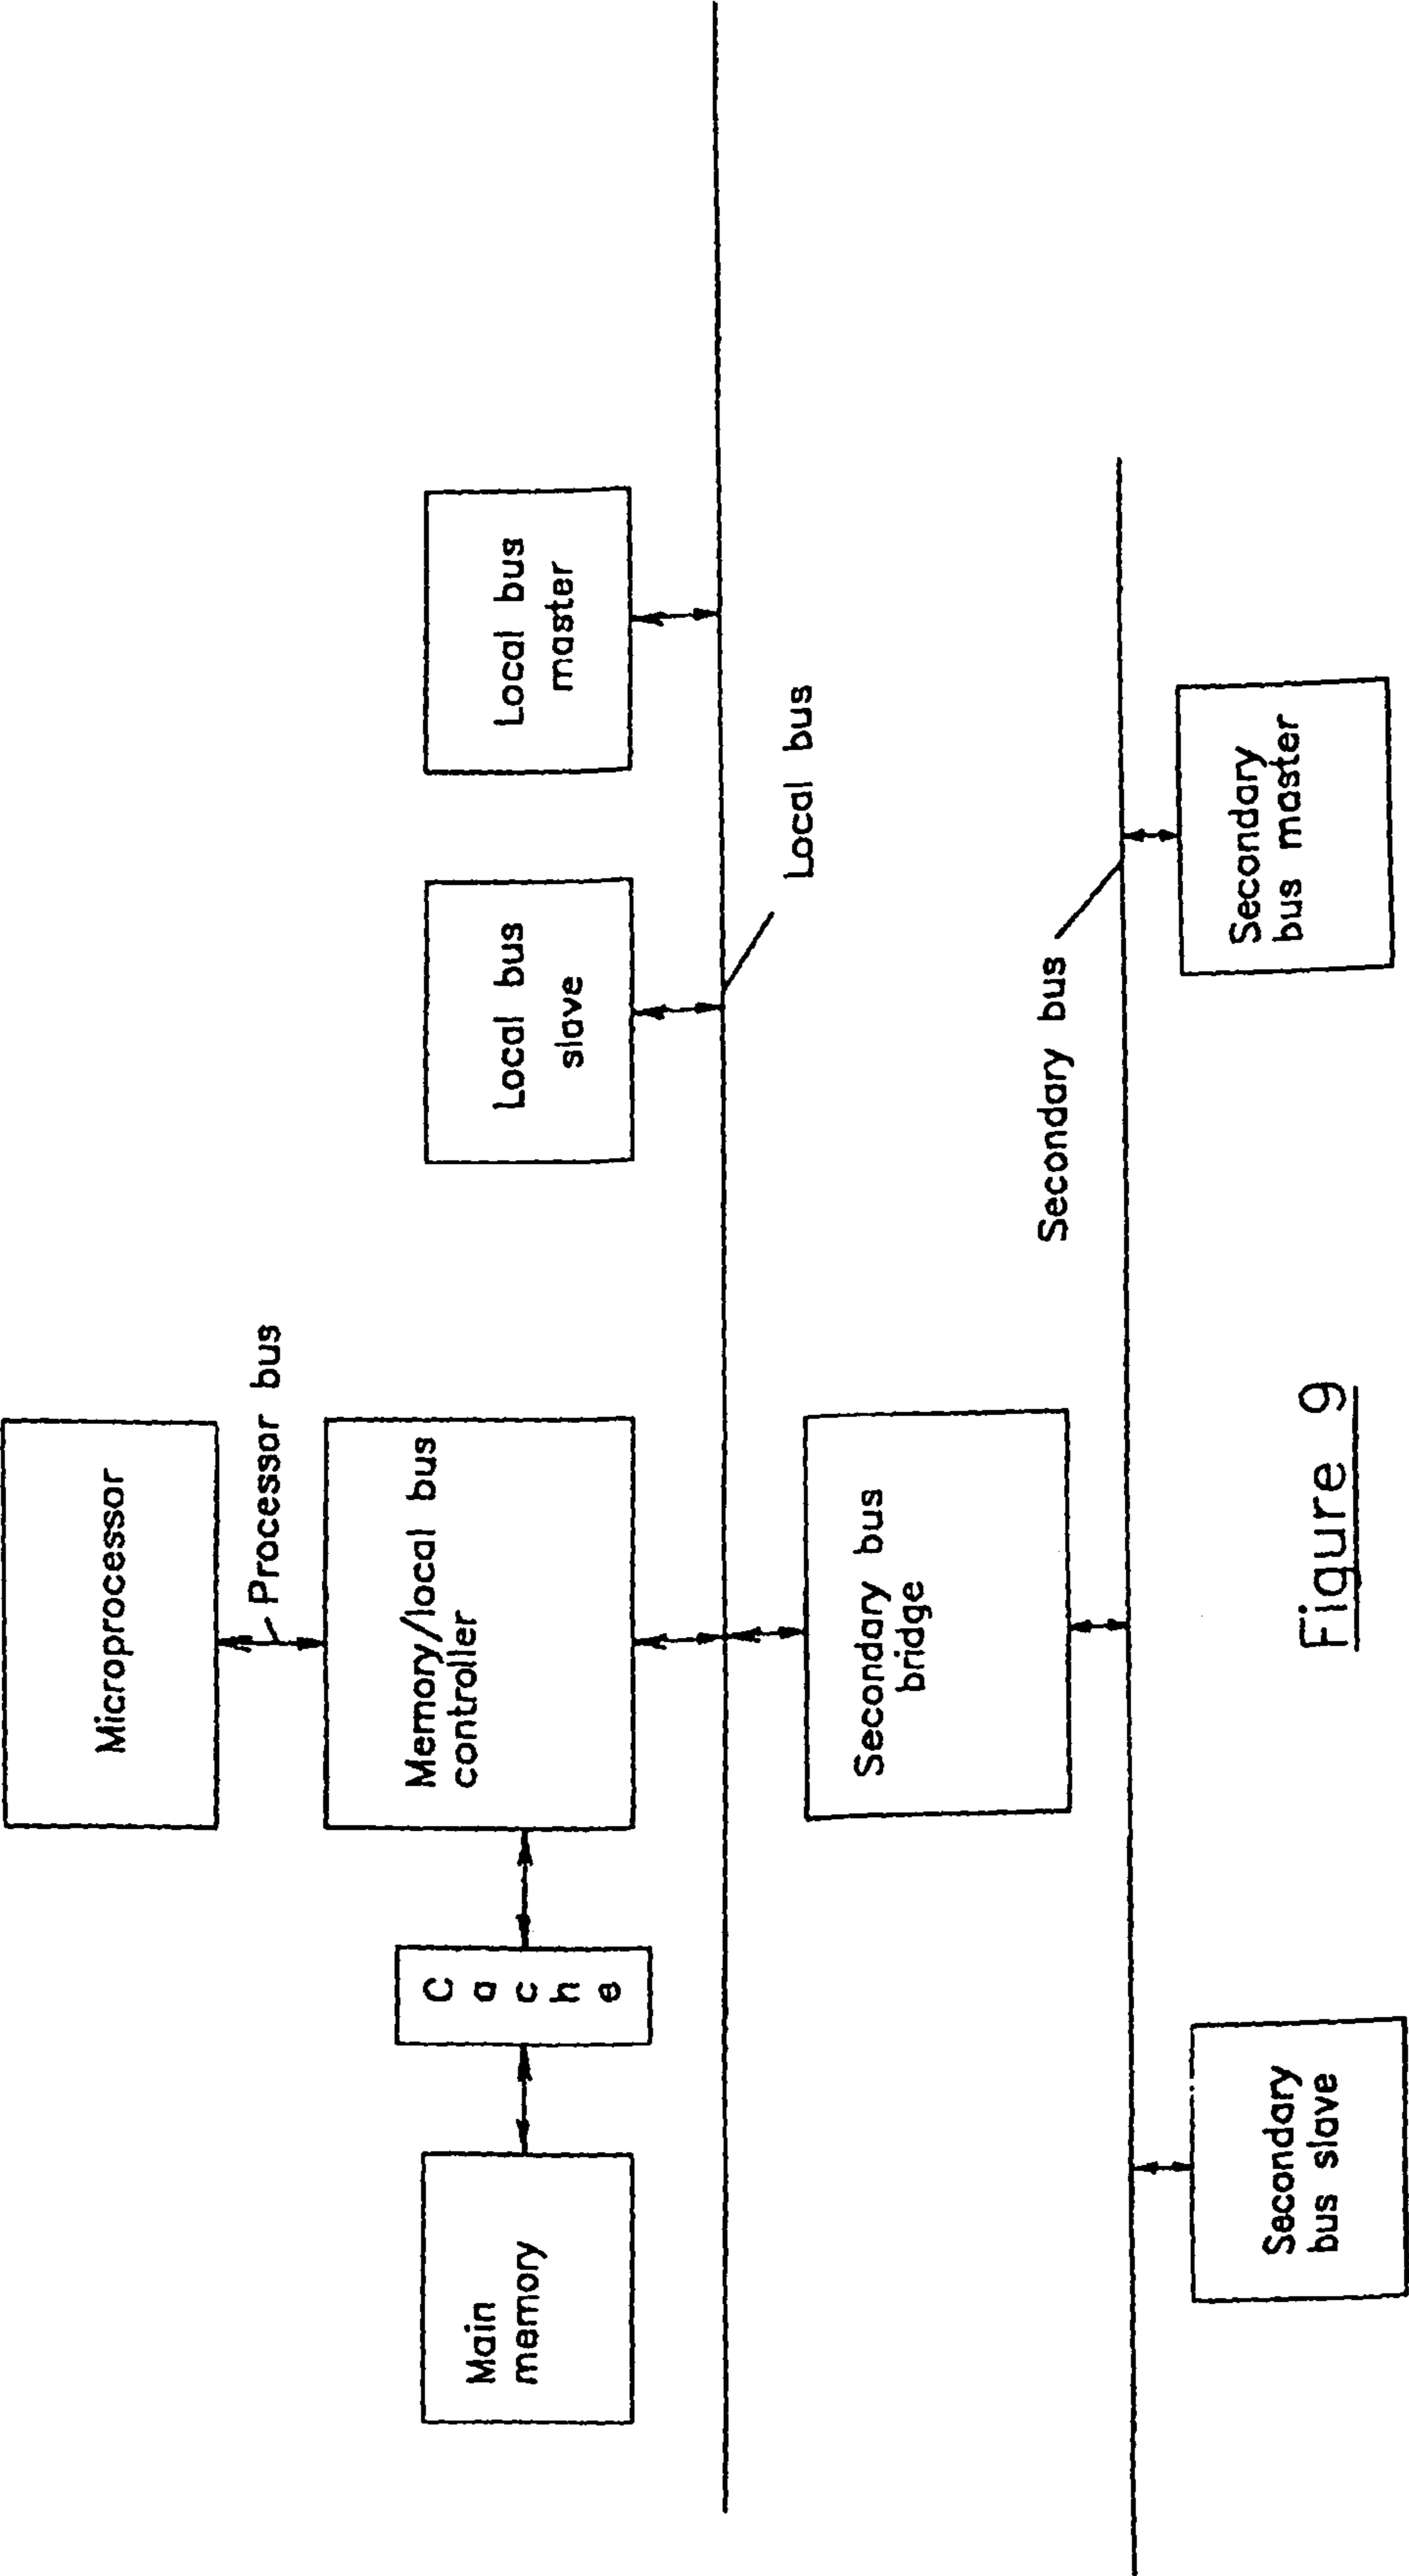 Microprocessor
Processor bus
Main
memory
C
a
c
h
e
Memory/local bus
controller
Local bus
slave
Local bus
master
Local bus
Secondary bus
bridge
Secondary bus
Secondary
bus slave
Secondary
bus master
Figure 9